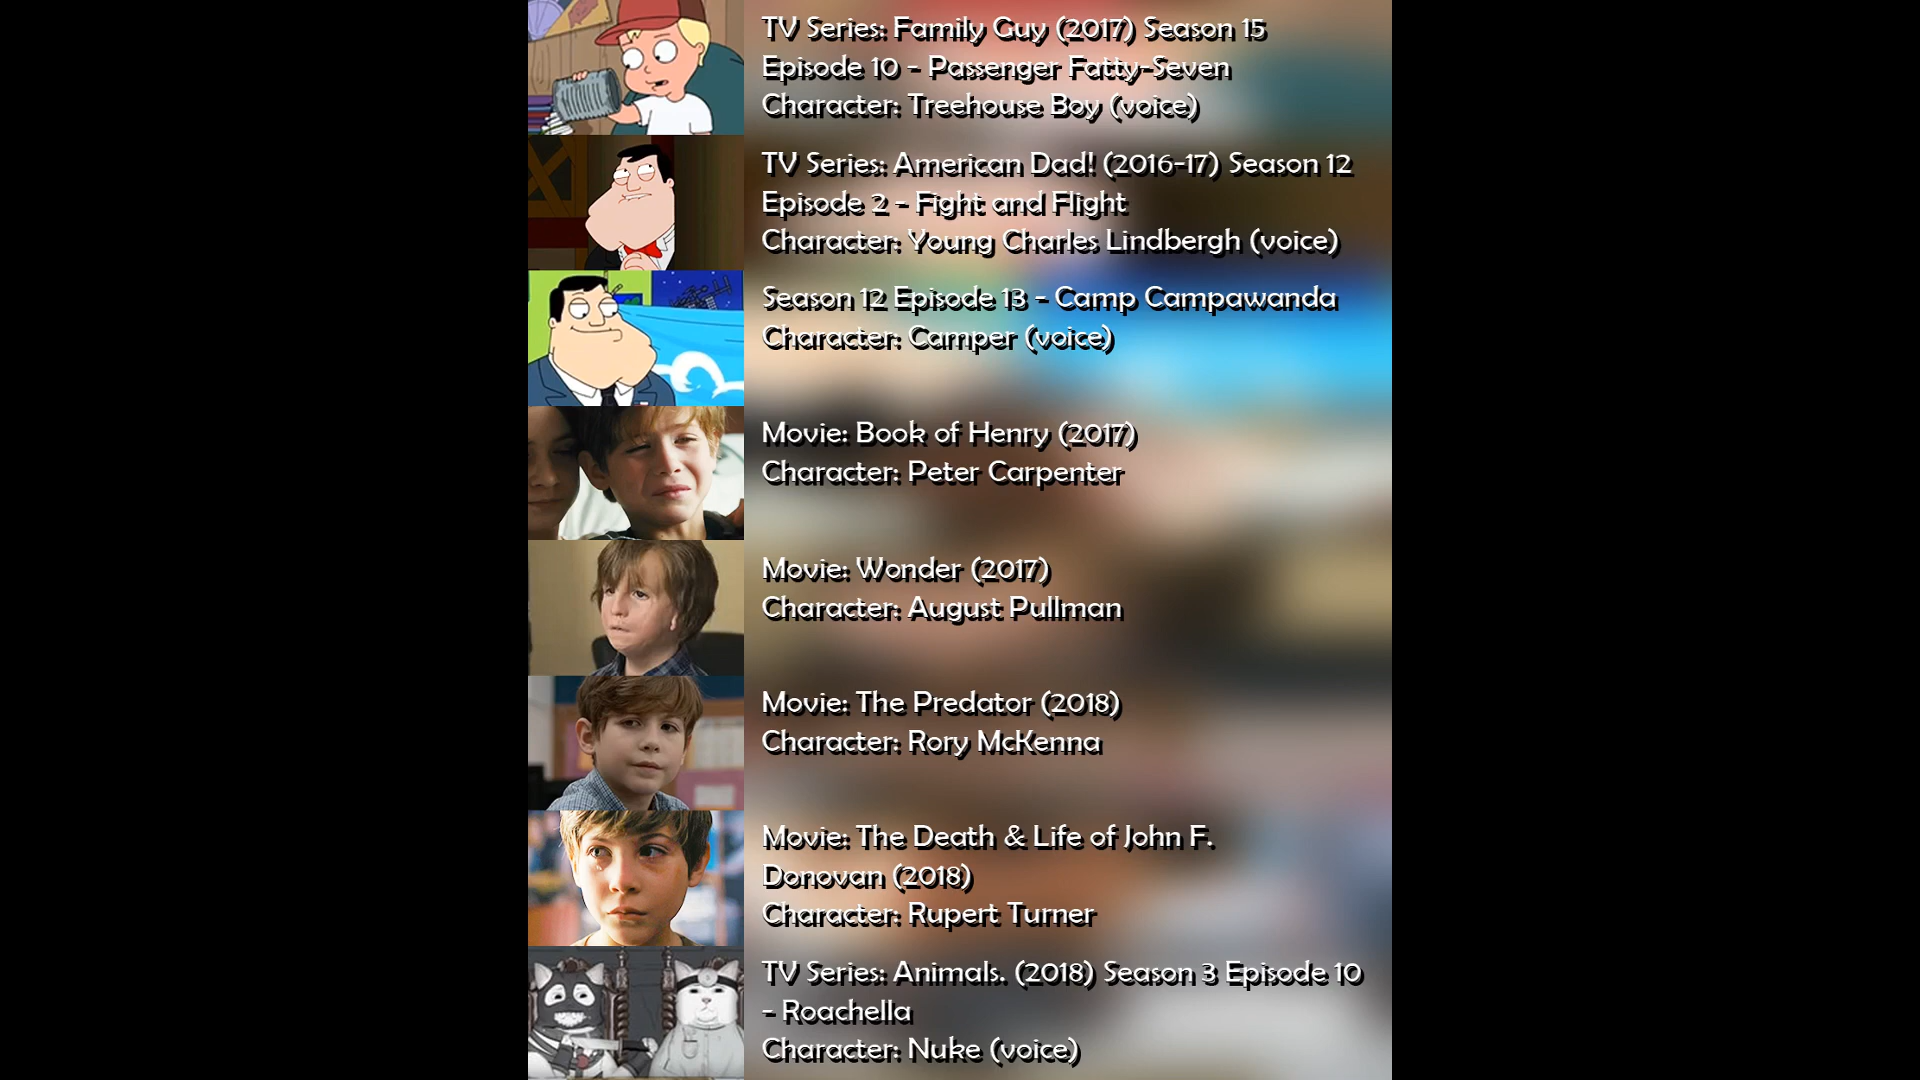 TV Series: Family Guy (2017) Season 15
Episode 10 - Passenger Fatty-Seven
Character: Treehouse Boy (voice)
TV Series: American Dad! (2016-17) Season 12
Episode 2 - Fight and Flight
Character: Young Charles Lindbergh (voice)
Season 12 Episode 13 - Camp Campawanda
Character: Camper (voice)
Movie: Book of Henry (2017)
Character: Peter Carpenter
Movie: Wonder (2017)
Character: August Pullman
Movie: The Predator (2018)
Character: Rory McKenna
Movie: The Death & Life of John F.
Donovan (2018)
Character: Rupert Turner
TV Series: Animals. (2018) Season 3 Episode 10
- Roachella
Character: Nuke (voice)